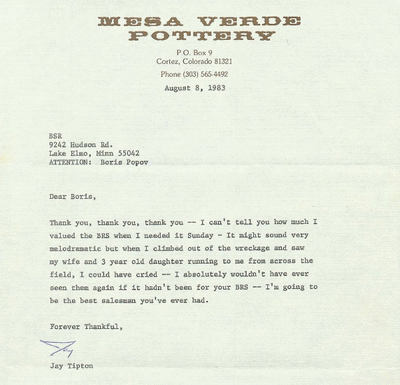 MESA VERDE
POTTERY
P.O. Box 9
Cortez, Colorado 81321
Phone (303) 565-4492
August 8, 1983
BSR
9242 Hudson Rd.
Lake Elmo, Minn 55042
ATTENTION: Boris Popov
Dear Boris,
Thank you, thank you, thank you -- I can't tell you how much I
valued the BRS when I needed it Sunday - It might sound very
melodramatic but when I climbed out of the wreckage and saw
my wife and 3 year old daughter running to me from across the
field, I could have cried -- I absolutely wouldn't have ever
seen them again if it hadn't been for your BRS -- I'm going to
be the best salesman you've ever had.
Forever Thankful,
Jay
Jay Tipton